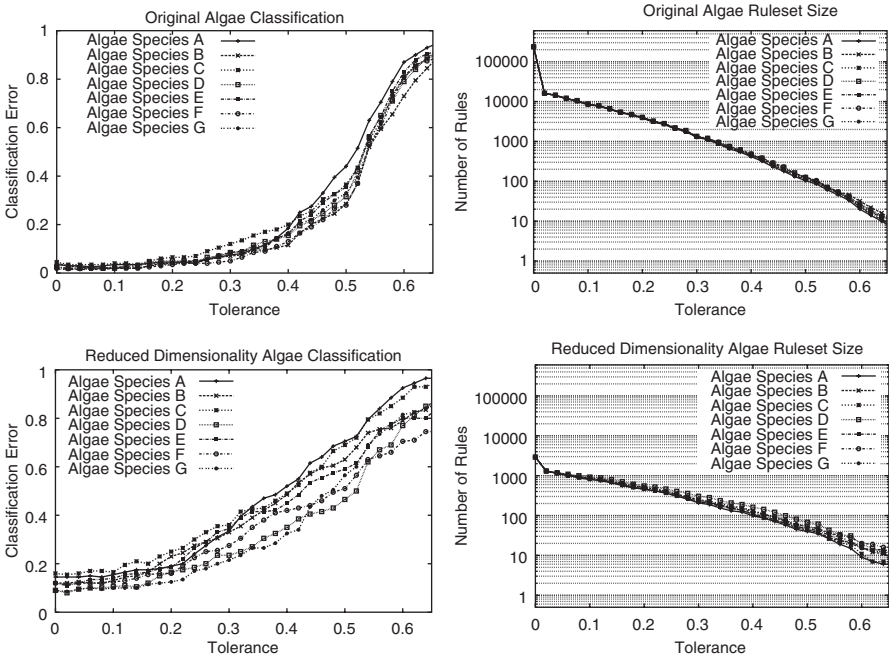 Original Algae Classification
1
0.8
0.6
0.4
0.2
0
Classification Error
Algae Species A
Algae Species B
Algae Species C
Algae Species D
Algae Species E
Algae Species F
Algae Species G
0 0.1 0.2 0.3 0.4 0.5 0.6
Tolerance
Original Algae Ruleset Size
100000
10000
1000
100
10
1
Number of Rules
Algae Species A
Algae Species B
Algae Species C
Algae Species D
Algae Species E
Algae Species F
Algae Species G
0 0.1 0.2 0.3 0.4 0.5 0.6
Tolerance
Reduced Dimensionality Algae Classification
1
0.8
0.6
0.4
0.2
0
Classification Error
Algae Species A
Algae Species B
Algae Species C
Algae Species D
Algae Species E
Algae Species F
Algae Species G
0 0.1 0.2 0.3 0.4 0.5 0.6
Tolerance
Reduced Dimensionality Algae Ruleset Size
100000
10000
1000
100
10
1
Number of Rules
Algae Species A
Algae Species B
Algae Species C
Algae Species D
Algae Species E
Algae Species F
Algae Species G
0 0.1 0.2 0.3 0.4 0.5 0.6
Tolerance